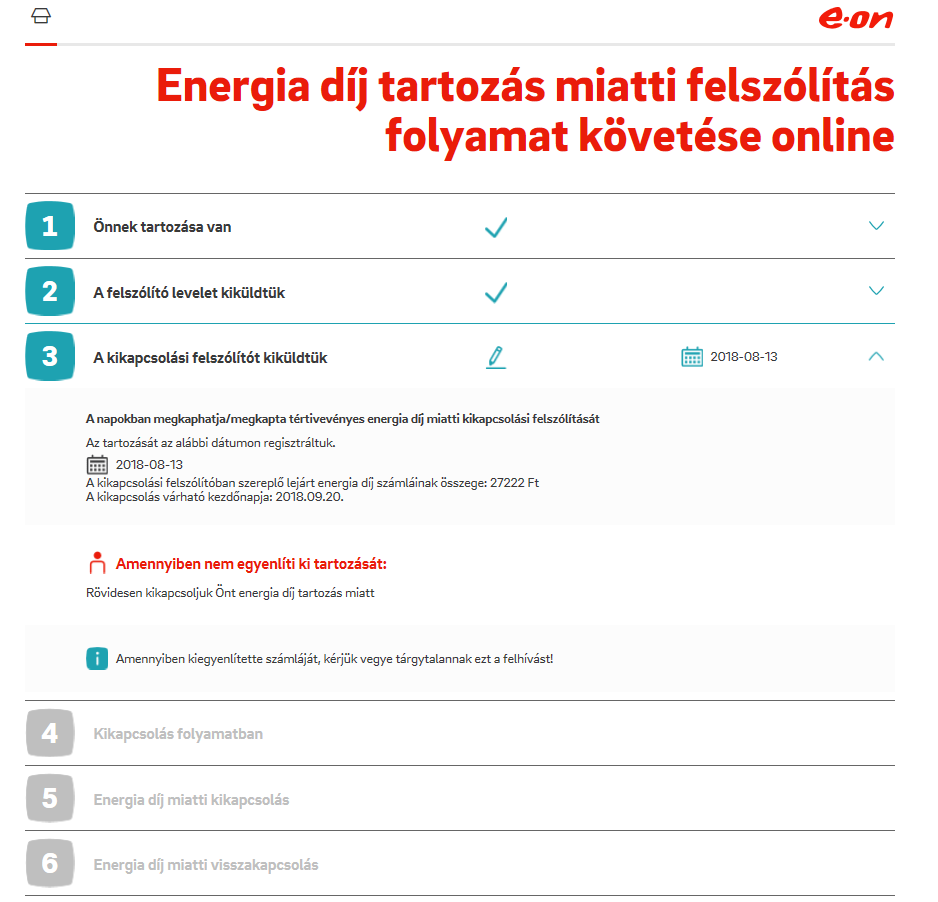 e·on
Energia díj tartozás miatti felszólítás
folyamat követése online
1 Önnek tartozása van
2 A felszólító levelet kiküldtük
3 A kikapcsolási felszólítót kiküldtük 2018-08-13
A napokban megkaphatja/megkapta tértivevényes energia díj miatti kikapcsolási felszólítását
Az tartozását az alábbi dátumon regisztráltuk.
2018-08-13
A kikapcsolási felszólítóban szereplő lejárt energia díj számláinak összege: 27222 Ft
A kikapcsolás várható kezdőnapja: 2018.09.20.
Amennyiben nem egyenlíti ki tartozását:
Rövidesen kikapcsoljuk Önt energia díj tartozás miatt
i Amennyiben kiegyenlítette számláját, kérjük vegye tárgytalannak ezt a felhívást!
4 Kikapcsolás folyamatban
5 Energia díj miatti kikapcsolás
6 Energia díj miatti visszakapcsolás